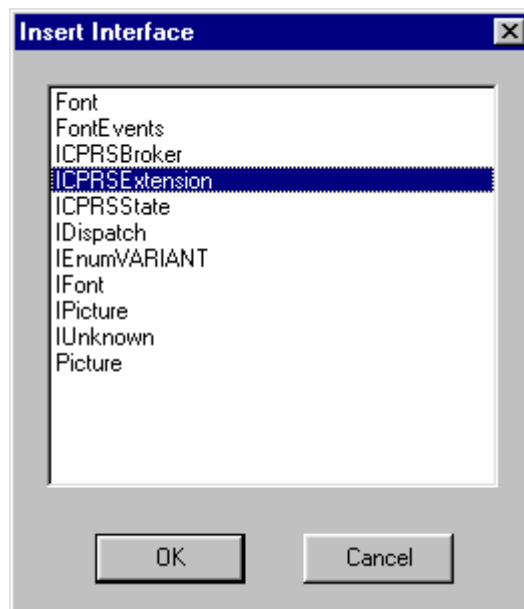 Insert Interface
Font
FontEvents
ICPRSBroker
ICPRSExtension
ICPRSState
IDispatch
IEnumVARIANT
IFont
IPicture
IUnknown
Picture
OK Cancel